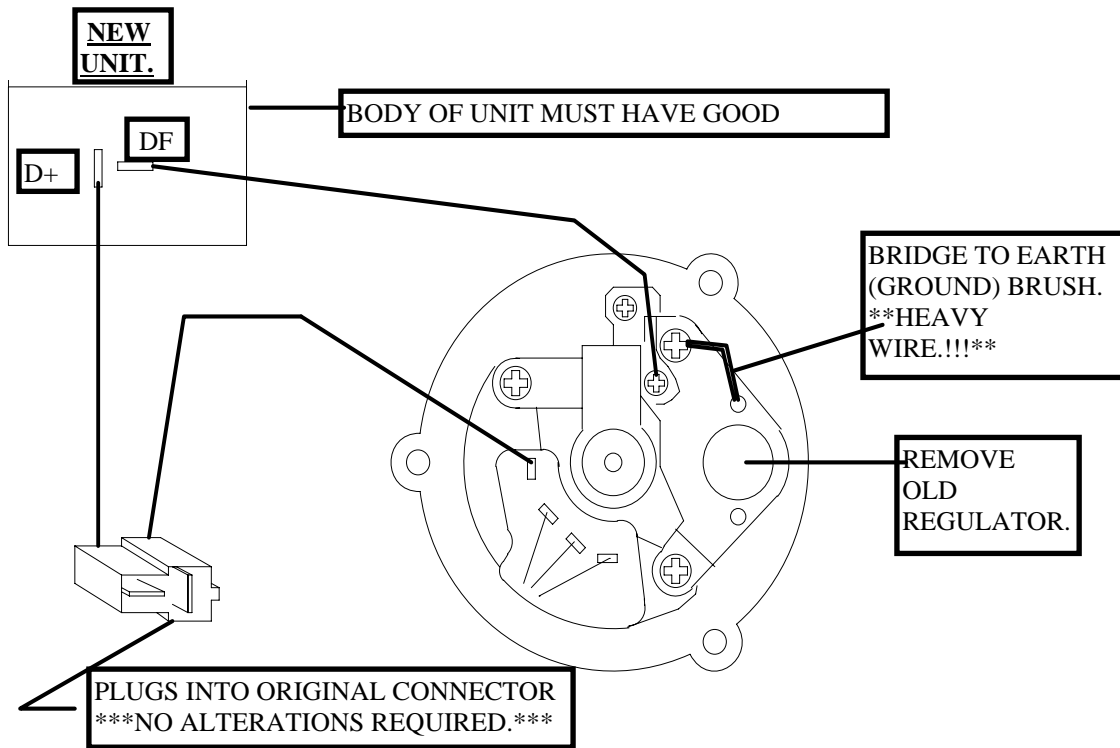 NEW
UNIT.
BODY OF UNIT MUST HAVE GOOD
DF
D+
BRIDGE TO EARTH
(GROUND) BRUSH.
**HEAVY
WIRE.!!!**
REMOVE
OLD
REGULATOR.
PLUGS INTO ORIGINAL CONNECTOR
***NO ALTERATIONS REQUIRED.***